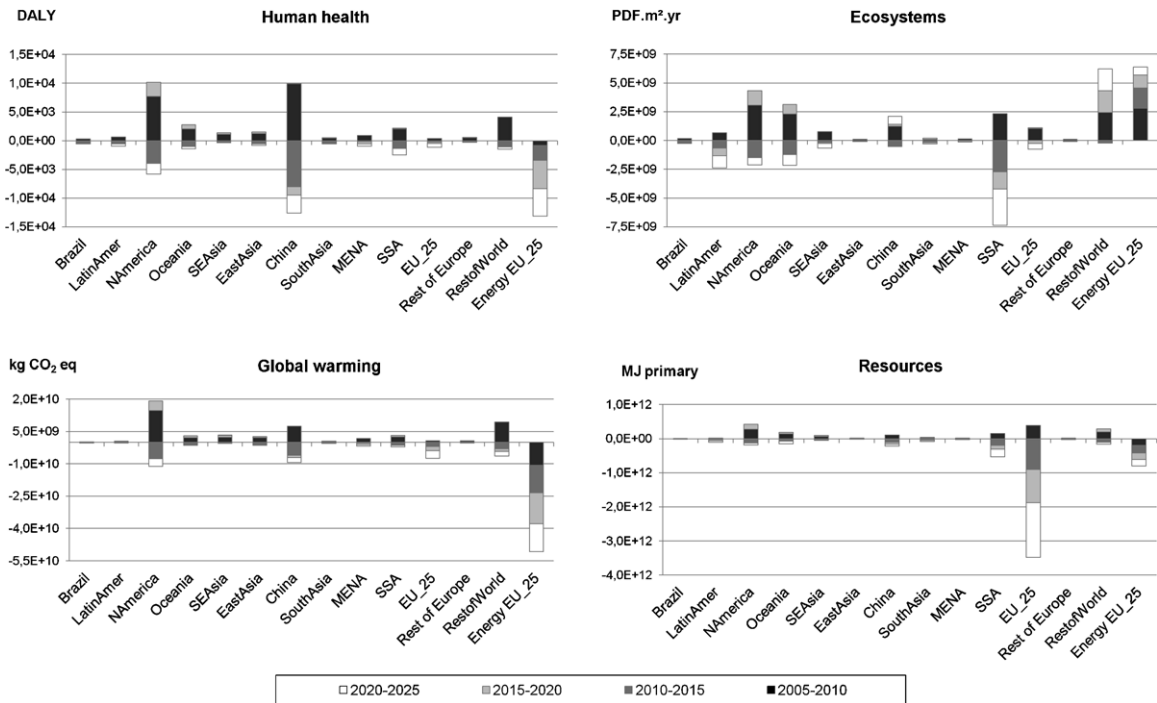 DALY
Human health
1,5E+04
1,0E+04
5,0E+03
0,0E+00
-5,0E+03
-1,0E+04
-1,5E+04
Brazil
LatinAmer
NAmerica
Oceania
SEAsia
EastAsia
China
SouthAsia
MENA
SSA
EU_25
Rest of Europe
RestofWorld
Energy EU_25
PDF.m².yr
Ecosystems
7,5E+09
5,0E+09
2,5E+09
0,0E+00
-2,5E+09
-5,0E+09
-7,5E+09
Brazil
LatinAmer
NAmerica
Oceania
SEAsia
EastAsia
China
SouthAsia
MENA
SSA
EU_25
Rest of Europe
RestofWorld
Energy EU_25
kg CO₂ eq
Global warming
2,0E+10
5,0E+09
-1,0E+10
-2,5E+10
-4,0E+10
-5,5E+10
Brazil
LatinAmer
NAmerica
Oceania
SEAsia
EastAsia
China
SouthAsia
MENA
SSA
EU_25
Rest of Europe
RestofWorld
Energy EU_25
MJ primary
Resources
1,0E+12
0,0E+00
-1,0E+12
-2,0E+12
-3,0E+12
-4,0E+12
Brazil
LatinAmer
NAmerica
Oceania
SEAsia
EastAsia
China
SouthAsia
MENA
SSA
EU_25
Rest of Europe
RestofWorld
Energy EU_25
2020-2025 2015-2020 2010-2015 2005-2010